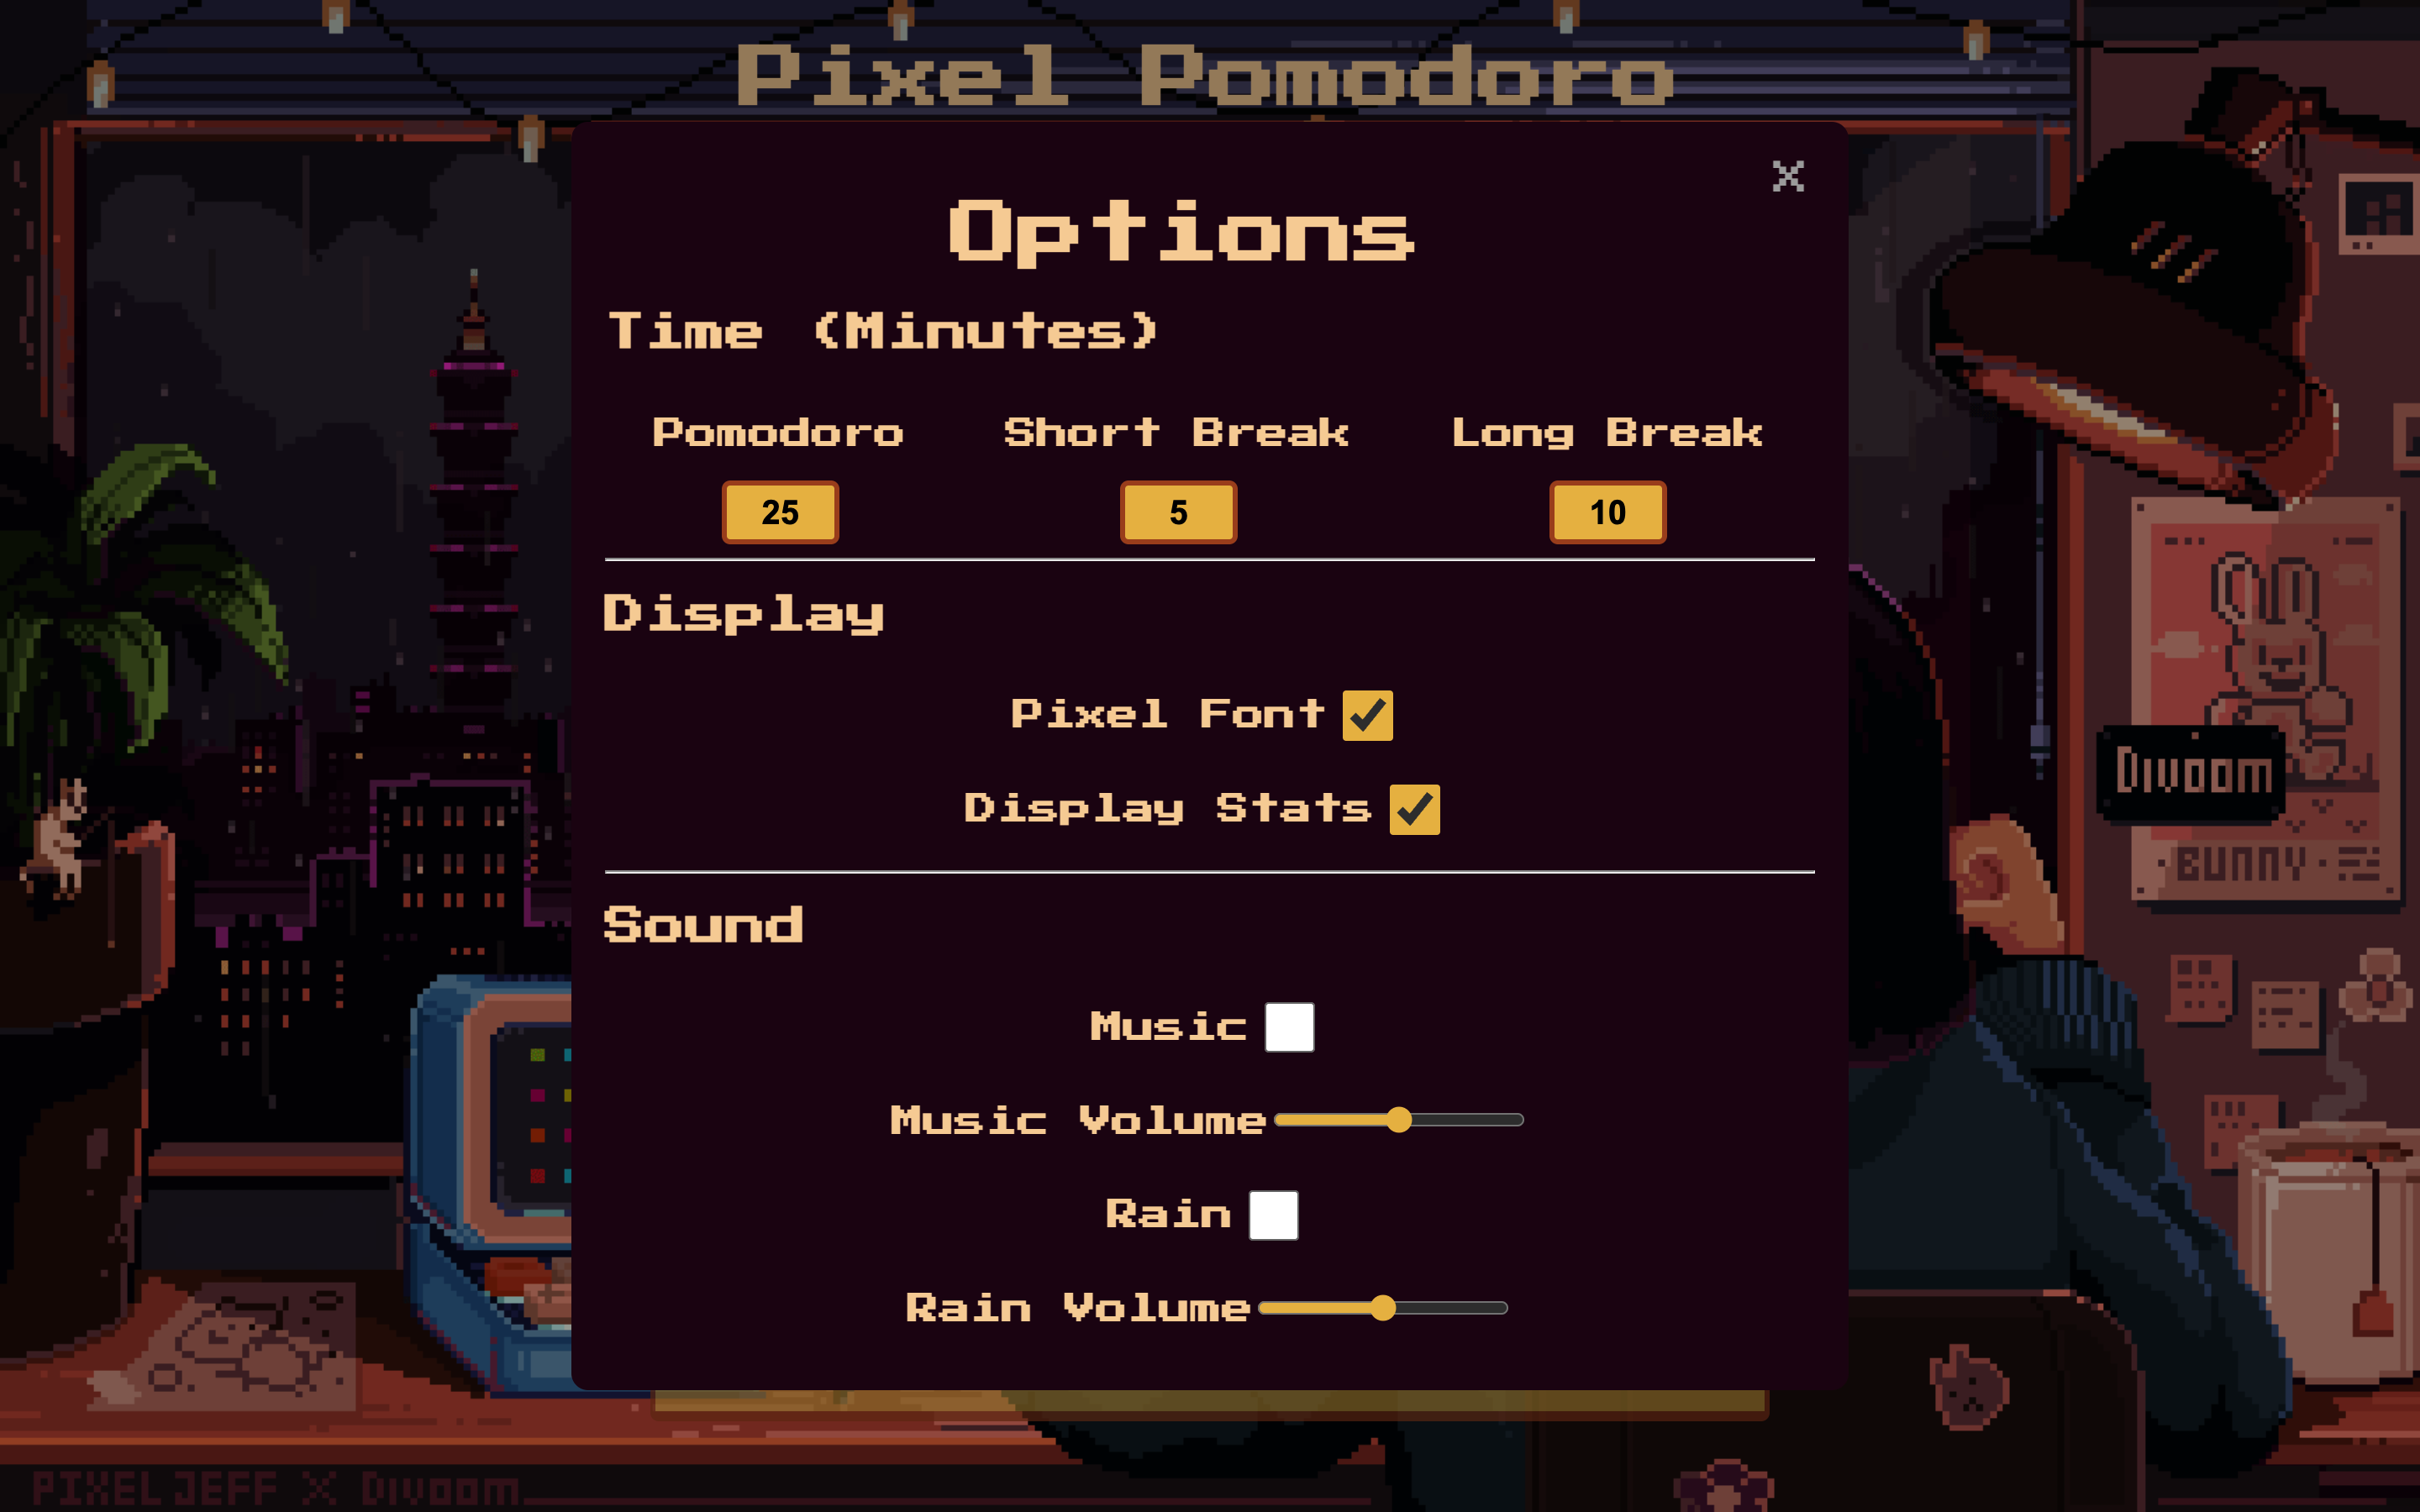 Pixel Pomodoro
x
Options
Time (Minutes)
Pomodoro Short Break Long Break
25 5 10
Display
Pixel Font
Display Stats
Sound
Music
Music Volume
Rain
Rain Volume
Divoom
BUNNY
PIXEL JEFF X Divoom